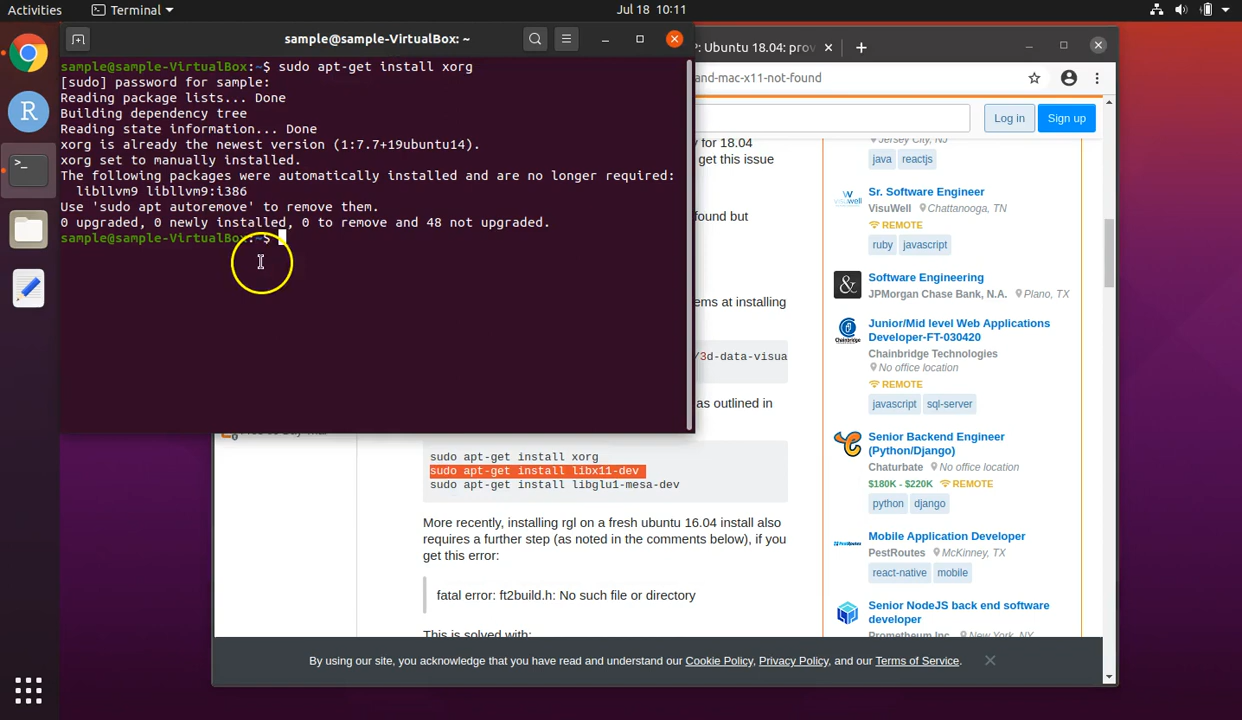 Activities
Terminal
Jul 18 10:11
sample@sample-VirtualBox: ~
sample@sample-VirtualBox:~$ sudo apt-get install xorg
[sudo] password for sample:
Reading package lists... Done
Building dependency tree
Reading state information... Done
xorg is already the newest version (1:7.7+19ubuntu14).
xorg set to manually installed.
The following packages were automatically installed and are no longer required:
libllvm9 libllvm9:i386
Use 'sudo apt autoremove' to remove them.
0 upgraded, 0 newly installed, 0 to remove and 48 not upgraded.
sample@sample-VirtualBox:~$
: Ubuntu 18.04: prov
and-mac-x11-not-found
Log in
Sign up
for 18.04
get this issue
found but
ems at installing
/3d-data-visua
as outlined in
sudo apt-get install xorg
sudo apt-get install libx11-dev
sudo apt-get install libglu1-mesa-dev
More recently, installing rgl on a fresh ubuntu 16.04 install also
requires a further step (as noted in the comments below), if you
get this error:
fatal error: ft2build.h: No such file or directory
This is solved with:
Jersey City, NJ
java reactjs
Sr. Software Engineer
VisuWell Chattanooga, TN
REMOTE
ruby javascript
Software Engineering
JPMorgan Chase Bank, N.A. Plano, TX
Junior/Mid level Web Applications
Developer-FT-030420
Chainbridge Technologies
No office location
REMOTE
javascript sql-server
Senior Backend Engineer
(Python/Django)
Chaturbate No office location
$180K - $220K REMOTE
python django
Mobile Application Developer
PestRoutes McKinney, TX
react-native mobile
Senior NodeJS back end software
developer
Prometheum Inc. New York, NY
By using our site, you acknowledge that you have read and understand our Cookie Policy, Privacy Policy, and our Terms of Service.